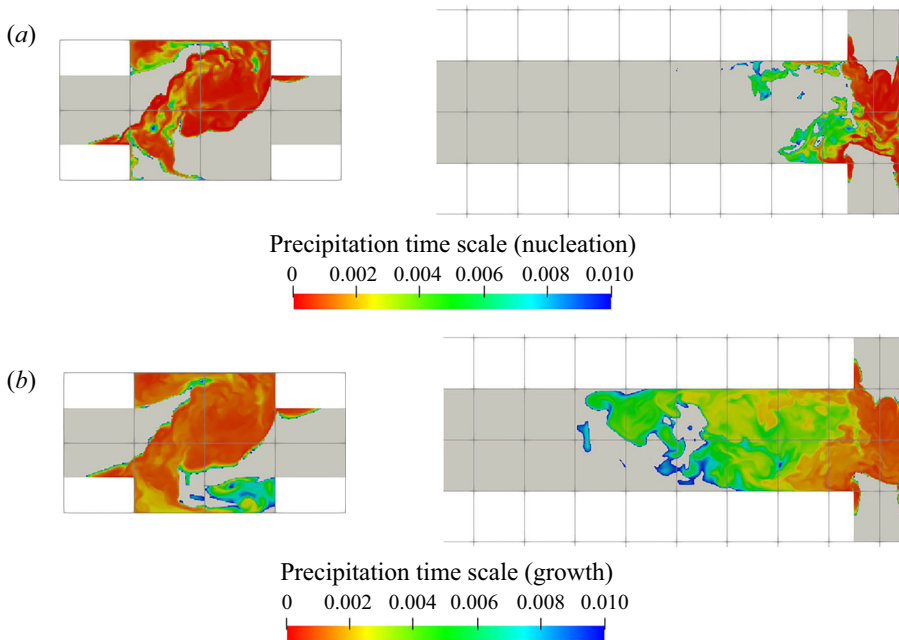 (a)
Precipitation time scale (nucleation)
0 0.002 0.004 0.006 0.008 0.010
(b)
Precipitation time scale (growth)
0 0.002 0.004 0.006 0.008 0.010